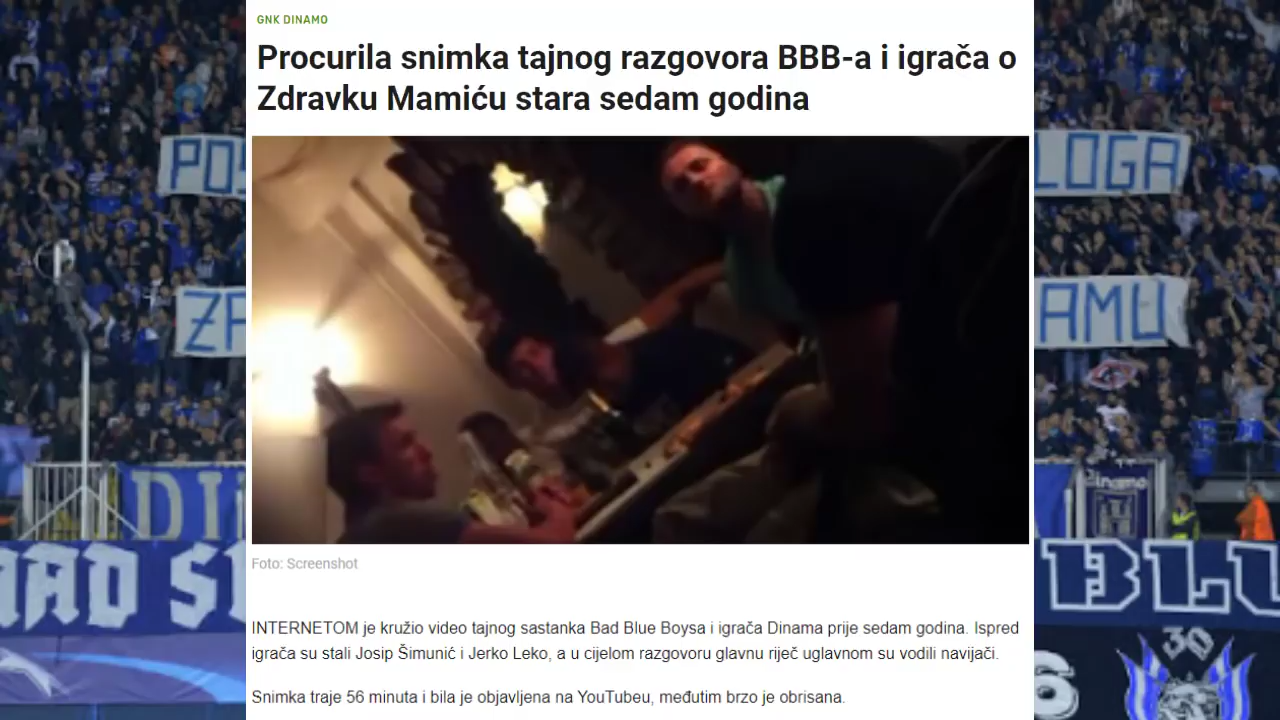 GNK DINAMO
Procurila snimka tajnog razgovora BBB-a i igrača o
Zdravku Mamiću stara sedam godina
Foto: Screenshot
INTERNETOM je kružio video tajnog sastanka Bad Blue Boysa i igrača Dinama prije sedam godina. Ispred
igrača su stali Josip Šimunić i Jerko Leko, a u cijelom razgovoru glavnu riječ uglavnom su vodili navijači.
Snimka traje 56 minuta i bila je objavljena na YouTubeu, međutim brzo je obrisana.
LOGA
AMU
Dinamo
BLU
30